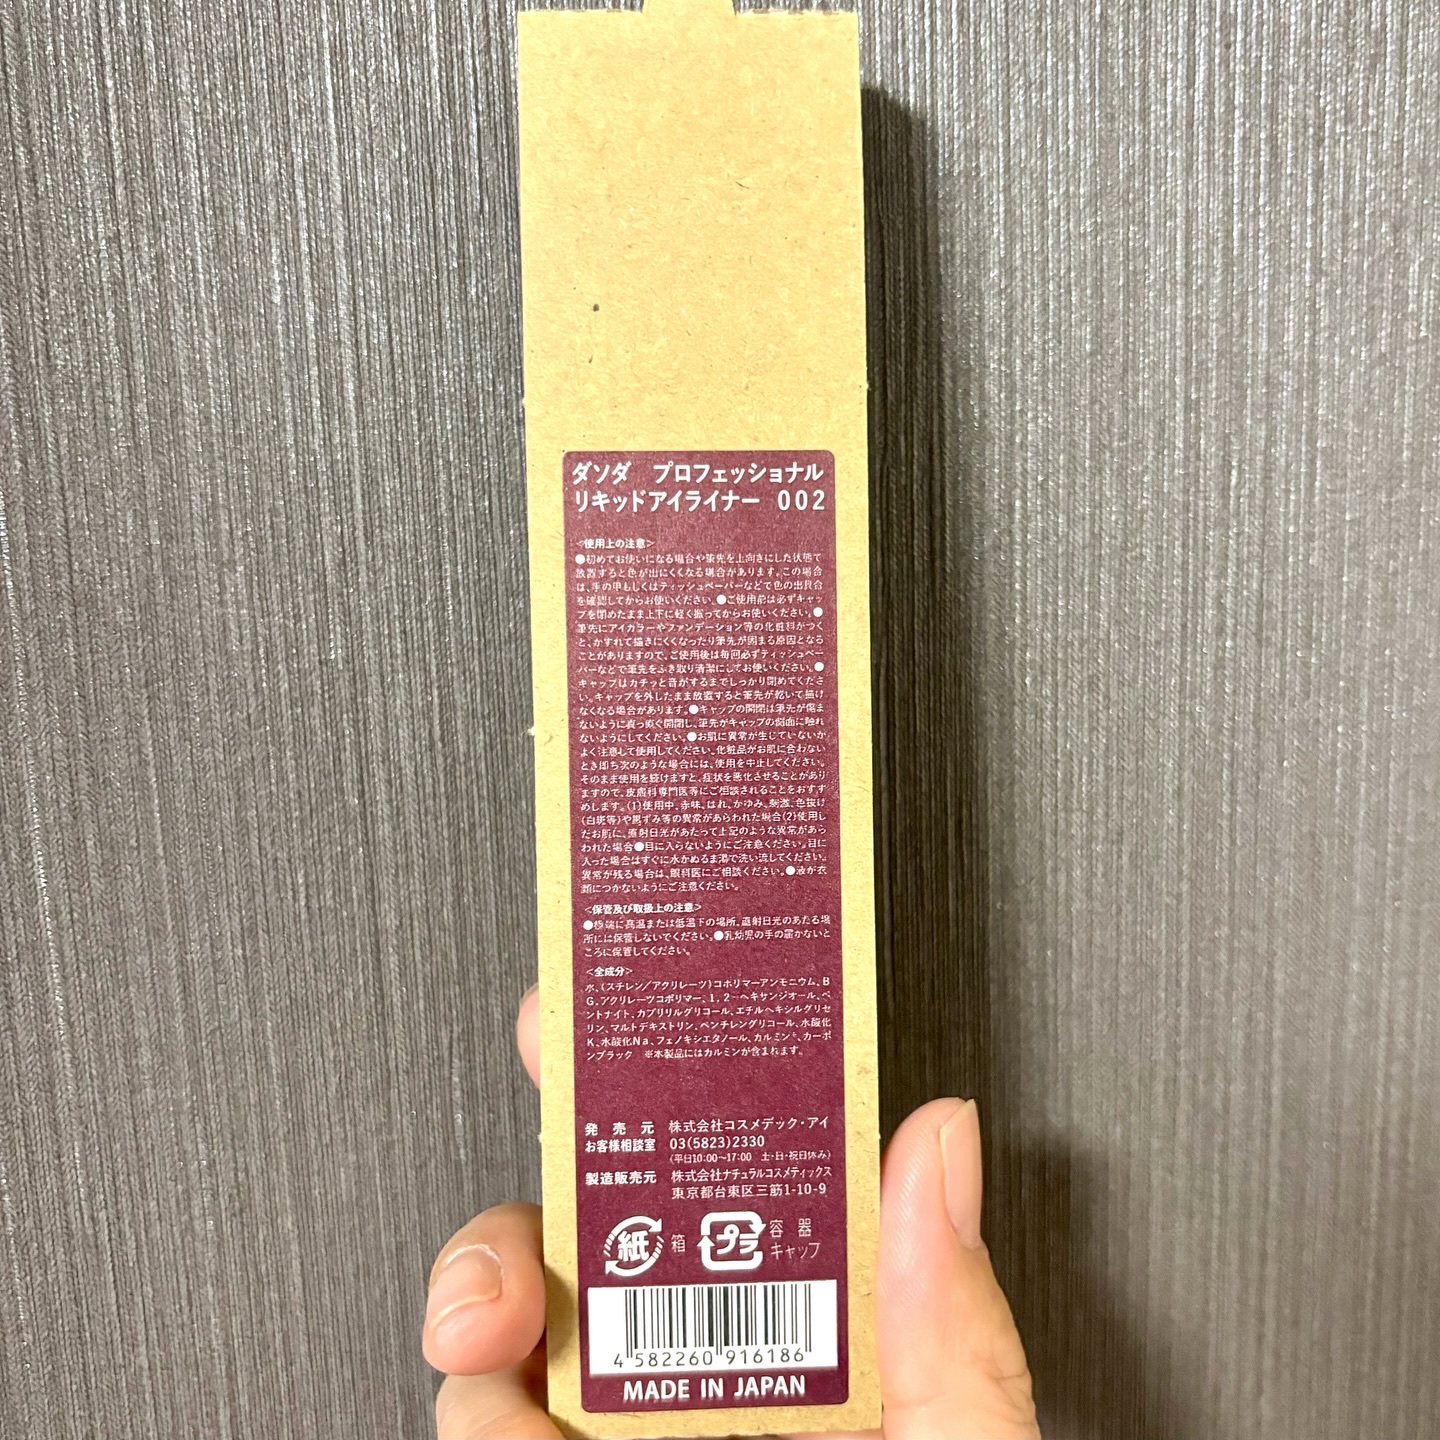 ダソダ　プロフェッショナル
リキッドアイライナー　002
<使用上の注意>
●初めてお使いになる場合や筆先を上向きにした状態で
放置すると色が出にくくなる場合があります。この場合
は、手の甲もしくはティッシュペーパーなどで色の出具合
を確認してからお使いください。●ご使用前は必ずキャッ
プを閉めたまま上下に軽く振ってからお使いください。●
筆先にアイカラーやファンデーション等の化粧料がつく
と、かすれて描きにくくなったり筆先が固まる原因となる
ことがありますので、ご使用後は毎回必ずティッシュペー
パーなどで筆先をふき取り清潔にしてお使いください。●
キャップはカチッと音がするまでしっかり閉めてくださ
い。キャップを外したまま放置すると筆先が乾いて描け
なくなる場合があります。●キャップの開閉は筆先が傷ま
ないように真っ直ぐ開閉し、筆先がキャップの側面に触れ
ないようにしてください。●お肌に異常が生じていないか
よく注意して使用してください。化粧品がお肌に合わない
とき即ち次のような場合には、使用を中止してください。
そのまま使用を続けますと、症状を悪化させることがあり
ますので、皮膚科専門医等にご相談されることをおすす
めします。(1)使用中、赤味、はれ、かゆみ、刺激、色抜け
(白斑等)や黒ずみ等の異常があらわれた場合(2)使用し
たお肌に、直射日光があたって上記のような異常があら
われた場合●目に入らないようにご注意ください。目に
入った場合はすぐに水かぬるま湯で洗い流してください。
異常が残る場合は、眼科医にご相談ください。●液が衣
類につかないようにご注意ください。
<保管及び取扱上の注意>
●極端に高温または低温下の場所、直射日光のあたる場
所には保管しないでください。●乳幼児の手の届かないと
ころに保管してください。
<全成分>
水、(スチレン／アクリレーツ)コポリマーアンモニウム、B
G、アクリレーツコポリマー、1,2-ヘキサンジオール、ベ
ントナイト、カプリリルグリコール、エチルヘキシルグリセ
リン、マルトデキストリン、ペンチレングリコール、水酸化
K、水酸化Na、フェノキシエタノール、カルミン※、カーボ
ンブラック　※本製品にはカルミンが含まれます。
発売元　株式会社コスメデック・アイ
お客様相談室　03(5823)2330
(平日10:00〜17:00　土・日・祝日休み)
製造販売元　株式会社ナチュラルコスメティックス
東京都台東区三筋1-10-9
紙　箱　プラ　容器
キャップ
4 582260 916186
MADE IN JAPAN